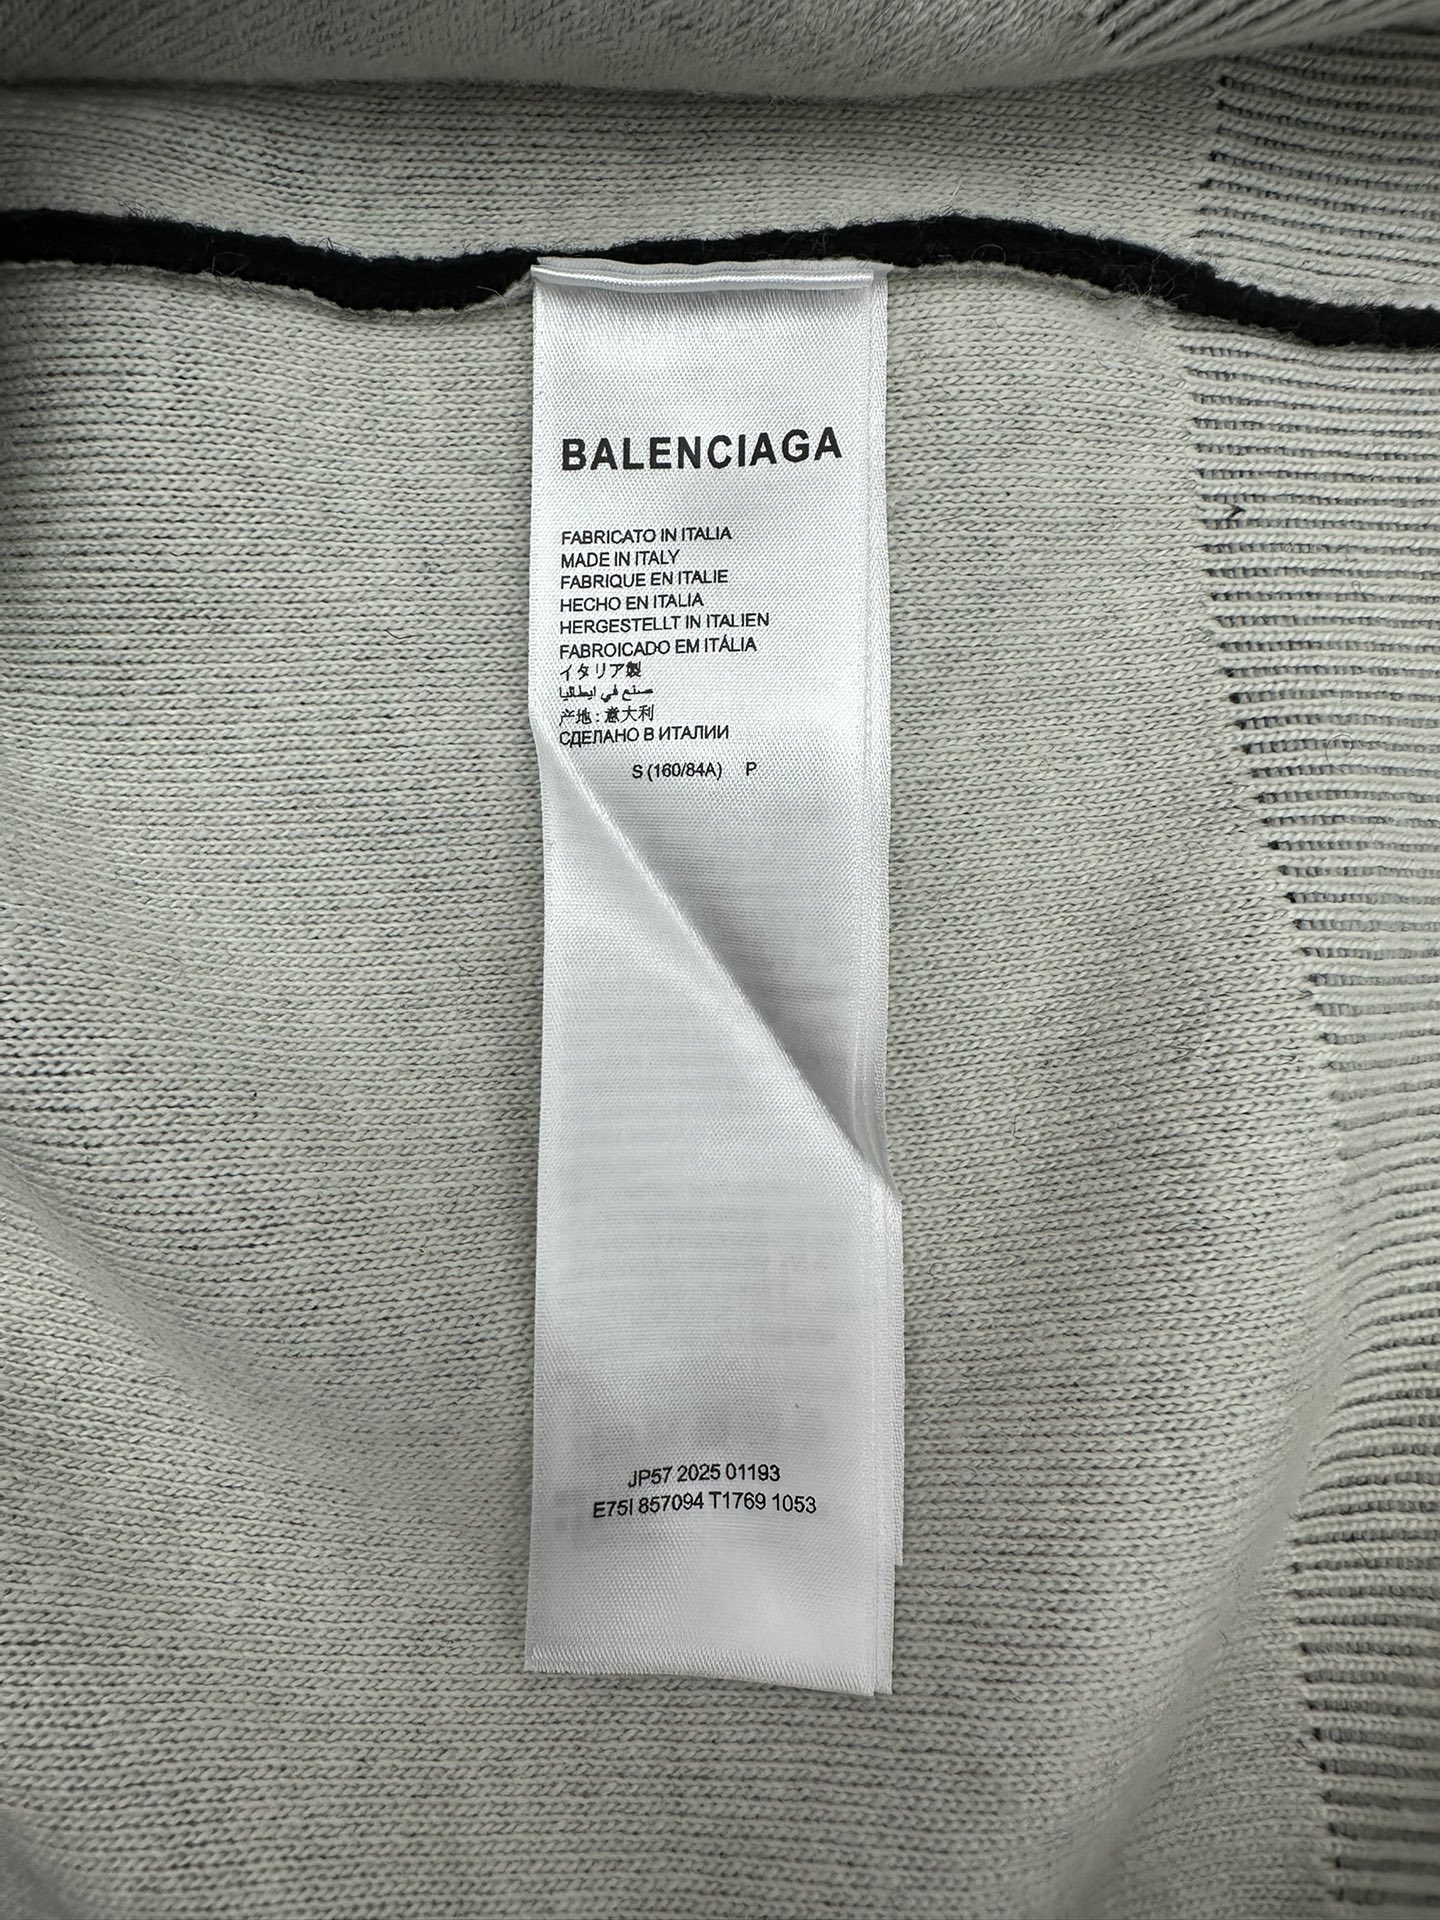 BALENCIAGA
FABRICATO IN ITALIA
MADE IN ITALY
FABRIQUE EN ITALIE
HECHO EN ITALIA
HERGESTELLT IN ITALIEN
FABROICADO EM ITÁLIA
イタリア製
صنع في ايطاليا
产地：意大利
СДЕЛАНО В ИТАЛИИ
S (160/84A) P
JP57 2025 01193
E75I 857094 T1769 1053